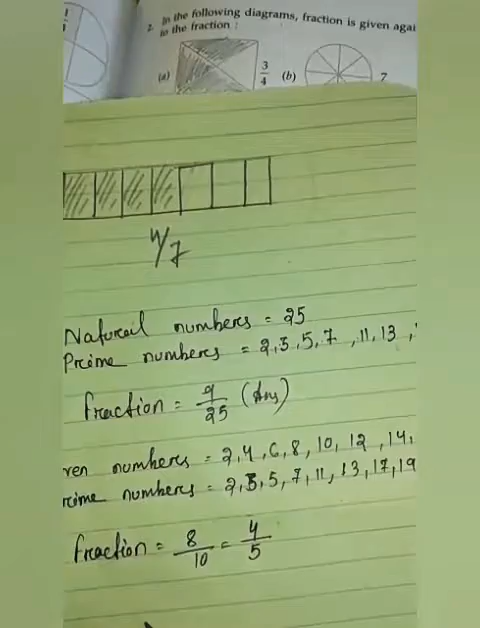 2. In the following diagrams, fraction is given agai
to the fraction :
(a) 3/4 (b) 7
4/7
Natural numbers = 25
Prime numbers = 2,3,5,7 ,11,13 ,
fraction = 9/25 (Ans)
ven numbers = 2,4,6,8,10,12,14,
rime numbers = 2,3,5,7,11,13,17,19
fraction = 8/10 = 4/5